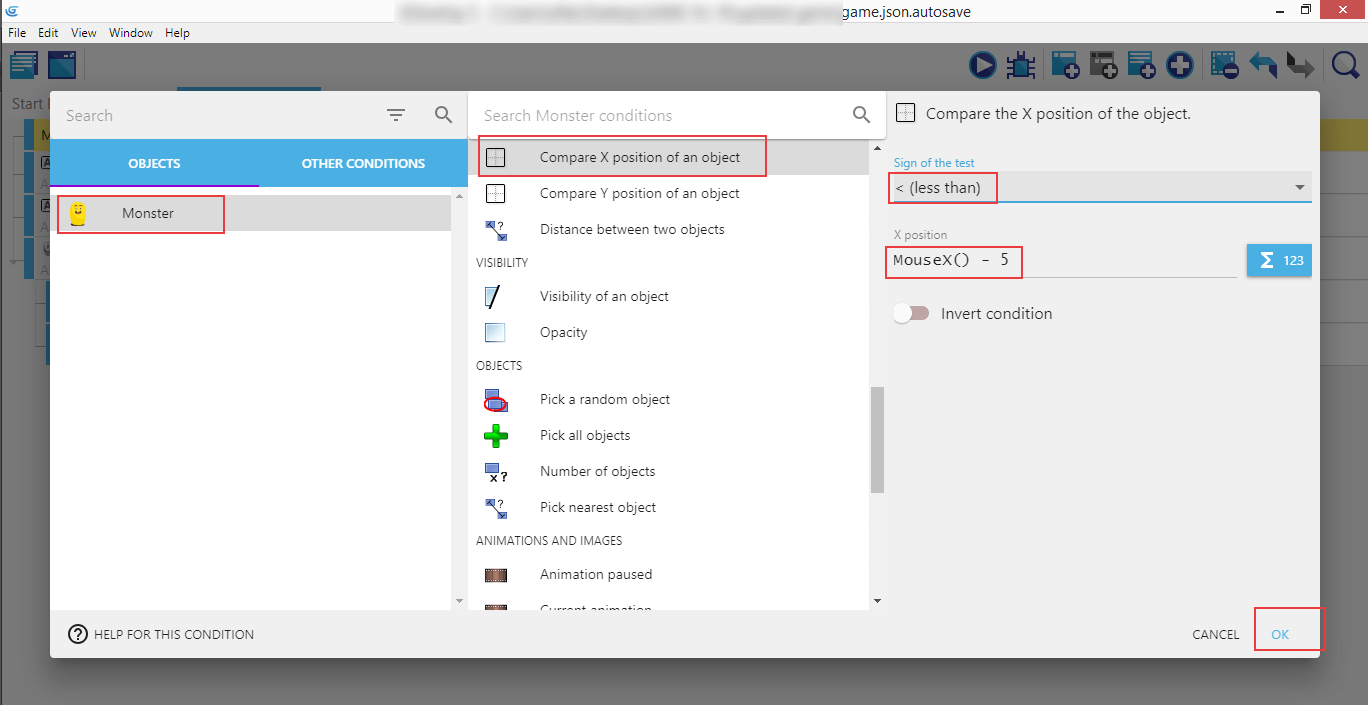 game.json.autosave
File Edit View Window Help
Start
Search
Search Monster conditions
Compare the X position of the object.
OBJECTS
OTHER CONDITIONS
Monster
Compare X position of an object
Compare Y position of an object
Distance between two objects
VISIBILITY
Visibility of an object
Opacity
OBJECTS
Pick a random object
Pick all objects
Number of objects
Pick nearest object
ANIMATIONS AND IMAGES
Animation paused
Current animation
Sign of the test
< (less than)
X position
MouseX() - 5
Σ 123
Invert condition
HELP FOR THIS CONDITION
CANCEL
OK